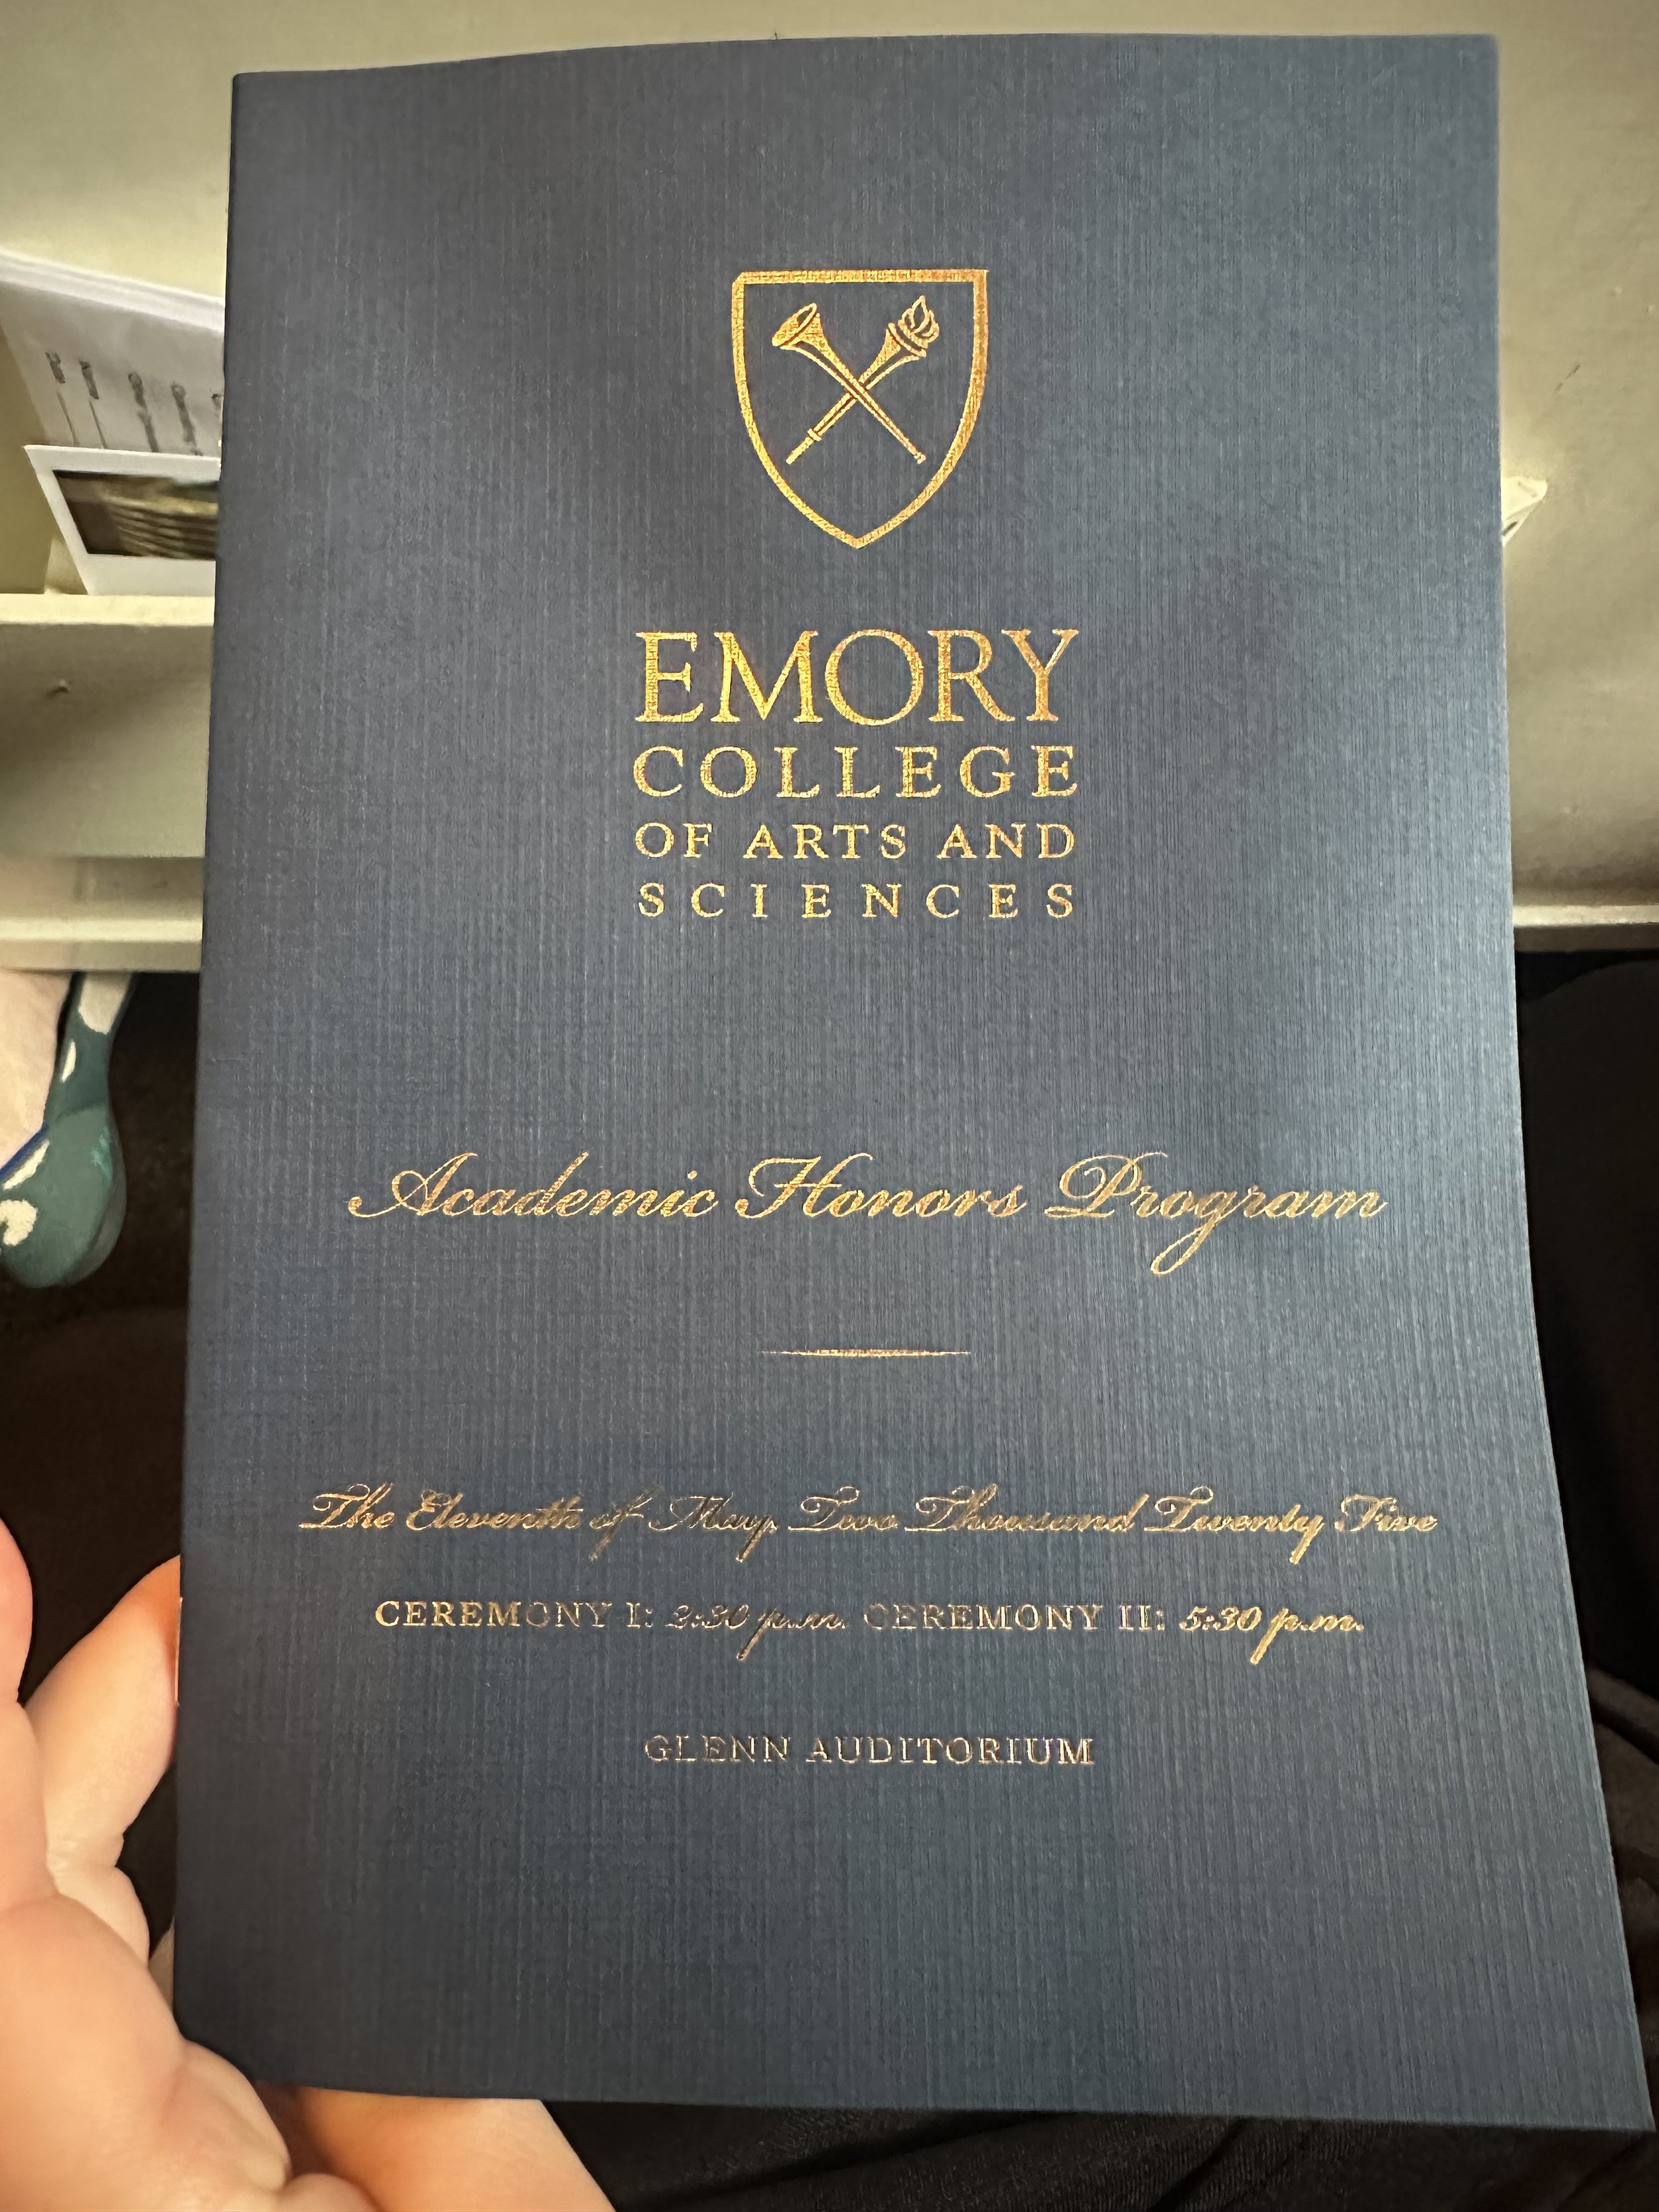 EMORY
COLLEGE
OF ARTS AND
SCIENCES
Academic Honors Program
The Eleventh of May, Two Thousand Twenty Five
CEREMONY I: 2:30 p.m. CEREMONY II: 5:30 p.m.
GLENN AUDITORIUM